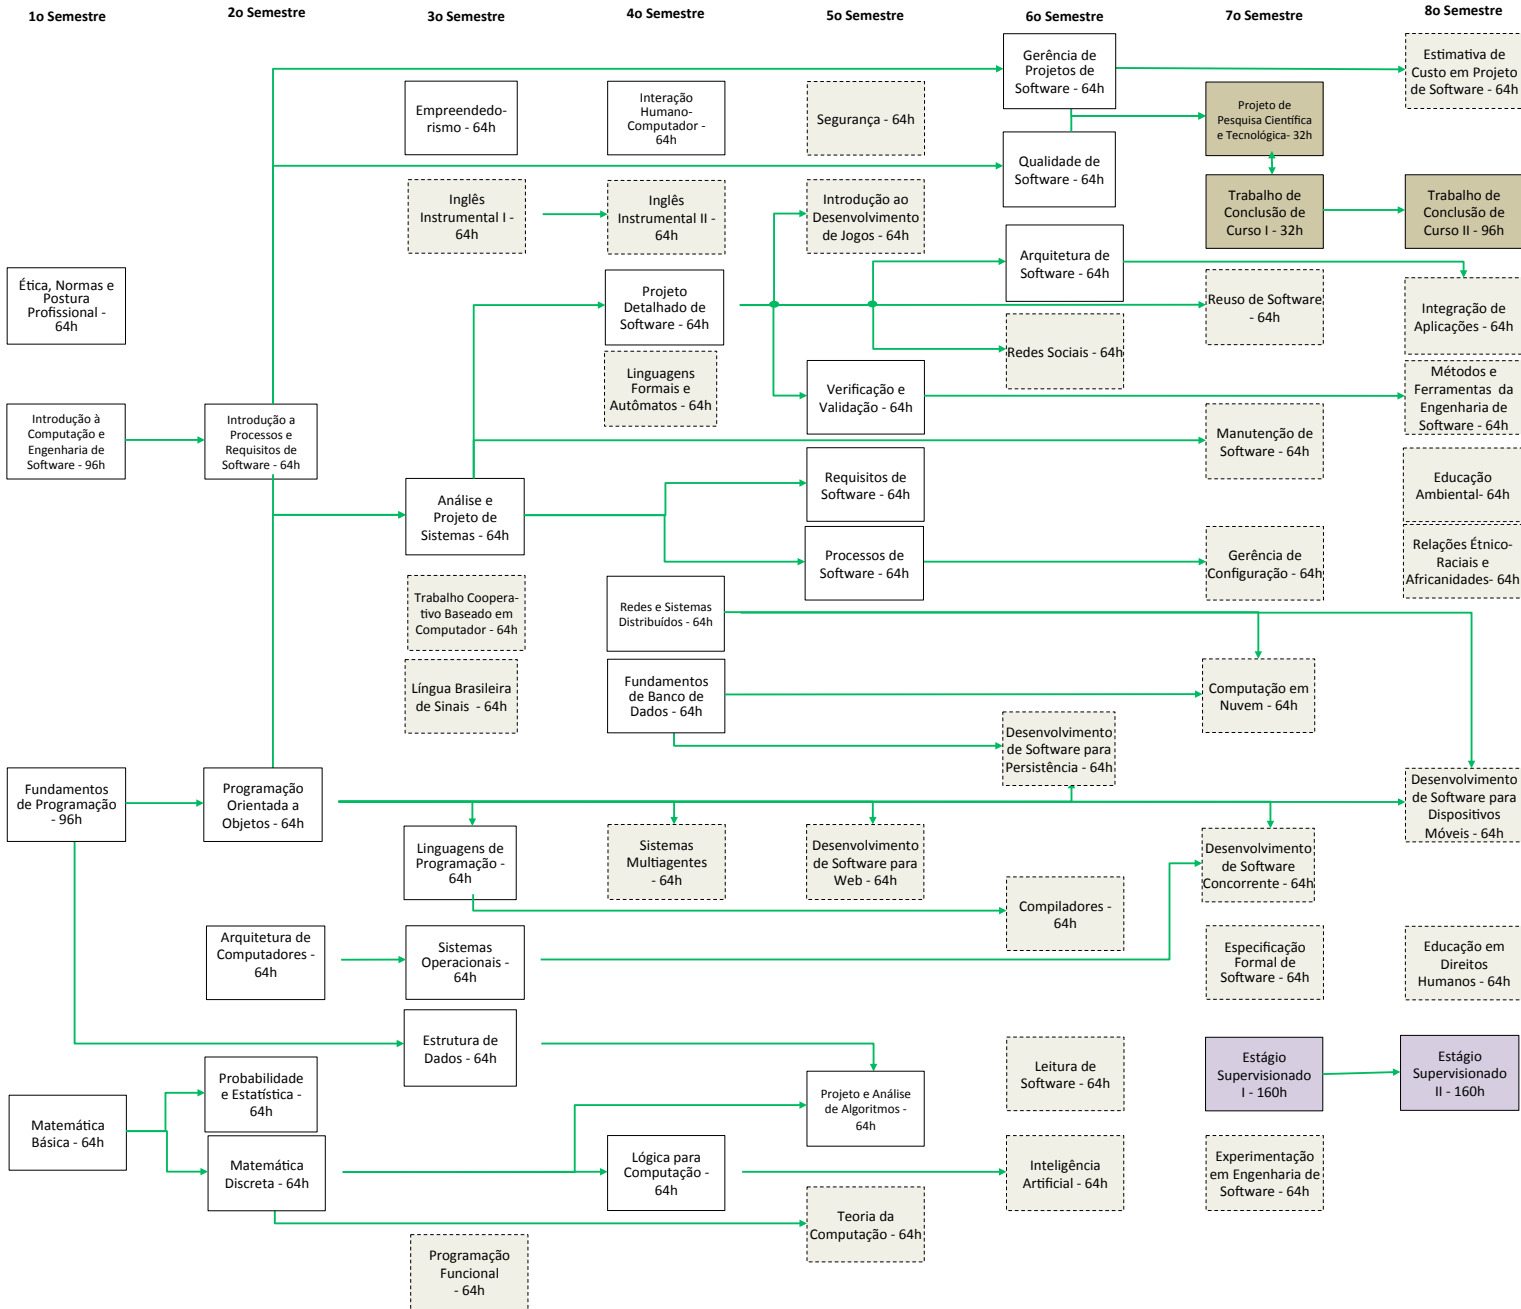 1o Semestre
2o Semestre
3o Semestre
4o Semestre
5o Semestre
6o Semestre
7o Semestre
8o Semestre
Ética, Normas e
Postura
Profissional -
64h
Introdução à
Computação e
Engenharia de
Software - 96h
Fundamentos
de Programação
- 96h
Matemática
Básica - 64h
Introdução a
Processos e
Requisitos de
Software - 64h
Programação
Orientada a
Objetos - 64h
Arquitetura de
Computadores -
64h
Probabilidade
e Estatística -
64h
Matemática
Discreta - 64h
Empreendedo-
rismo - 64h
Inglês
Instrumental I -
64h
Análise e
Projeto de
Sistemas - 64h
Trabalho Coopera-
tivo Baseado em
Computador - 64h
Língua Brasileira
de Sinais - 64h
Linguagens de
Programação -
64h
Sistemas
Operacionais -
64h
Estrutura de
Dados - 64h
Programação
Funcional
- 64h
Interação
Humano-
Computador -
64h
Inglês
Instrumental II -
64h
Projeto
Detalhado de
Software - 64h
Linguagens
Formais e
Autômatos - 64h
Redes e Sistemas
Distribuídos - 64h
Fundamentos
de Banco de
Dados - 64h
Sistemas
Multiagentes
- 64h
Lógica para
Computação -
64h
Segurança - 64h
Introdução ao
Desenvolvimento
de Jogos - 64h
Verificação e
Validação - 64h
Requisitos de
Software - 64h
Processos de
Software - 64h
Desenvolvimento
de Software para
Web - 64h
Projeto e Análise
de Algoritmos -
64h
Teoria da
Computação - 64h
Gerência de
Projetos de
Software - 64h
Qualidade de
Software - 64h
Arquitetura de
Software - 64h
Redes Sociais - 64h
Desenvolvimento
de Software para
Persistência - 64h
Compiladores -
64h
Leitura de
Software - 64h
Inteligência
Artificial - 64h
Projeto de
Pesquisa Científica
e Tecnológica- 32h
Trabalho de
Conclusão de
Curso I - 32h
Reuso de Software
- 64h
Manutenção de
Software - 64h
Gerência de
Configuração - 64h
Computação em
Nuvem - 64h
Desenvolvimento
de Software
Concorrente - 64h
Especificação
Formal de
Software - 64h
Estágio
Supervisionado
I - 160h
Experimentação
em Engenharia de
Software - 64h
Estimativa de
Custo em Projeto
de Software - 64h
Trabalho de
Conclusão de
Curso II - 96h
Integração de
Aplicações - 64h
Métodos e
Ferramentas da
Engenharia de
Software - 64h
Educação
Ambiental- 64h
Relações Étnico-
Raciais e
Africanidades- 64h
Desenvolvimento
de Software para
Dispositivos
Móveis - 64h
Educação em
Direitos
Humanos - 64h
Estágio
Supervisionado
II - 160h